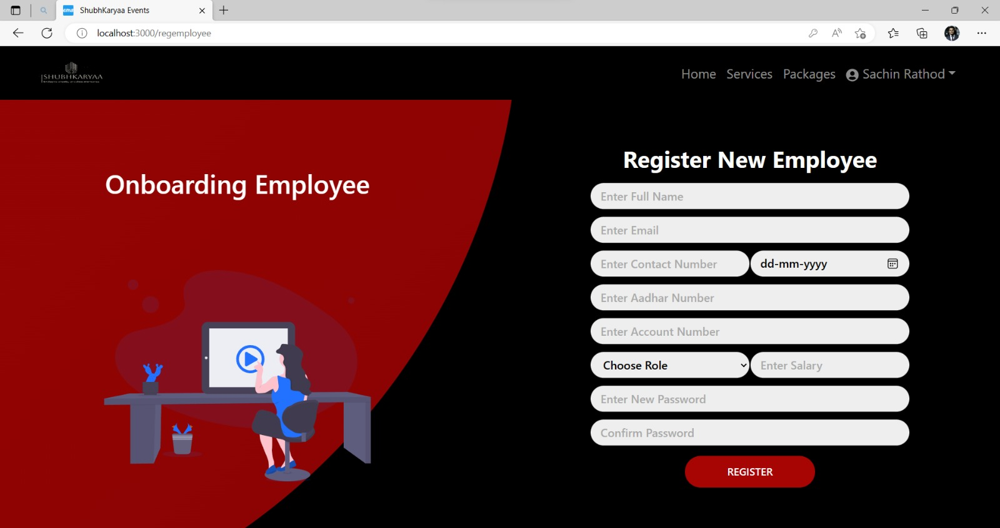 ShubhKaryaa Events
localhost:3000/regemployee
SHUBHKARYAA
Home Services Packages Sachin Rathod
Onboarding Employee
Register New Employee
Enter Full Name
Enter Email
Enter Contact Number dd-mm-yyyy
Enter Aadhar Number
Enter Account Number
Choose Role Enter Salary
Enter New Password
Confirm Password
REGISTER